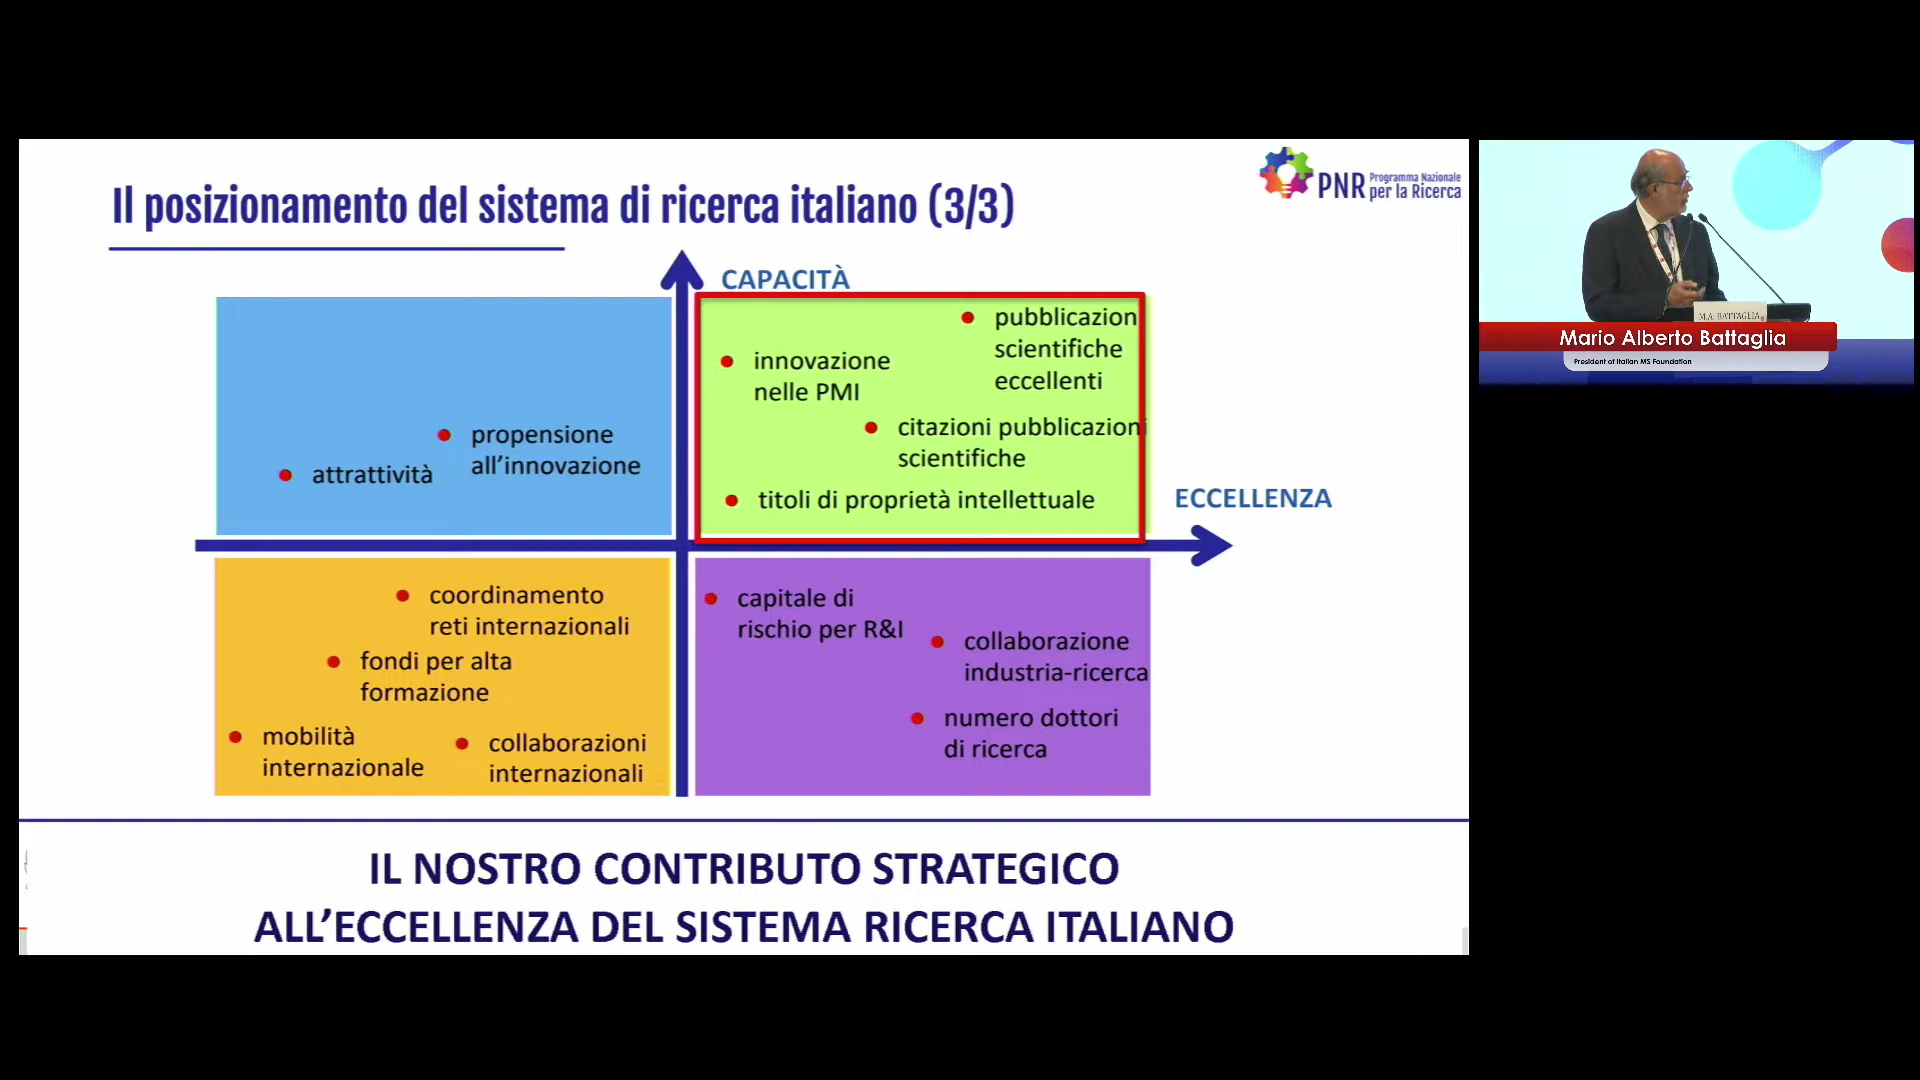 Il posizionamento del sistema di ricerca italiano (3/3)
PNR Programma Nazionale
per la Ricerca
CAPACITÀ
pubblicazion
scientifiche
eccellenti
innovazione
nelle PMI
citazioni pubblicazioni
scientifiche
titoli di proprietà intellettuale
propensione
all’innovazione
attrattività
ECCELLENZA
coordinamento
reti internazionali
fondi per alta
formazione
mobilità
internazionale
collaborazioni
internazionali
capitale di
rischio per R&I
collaborazione
industria-ricerca
numero dottori
di ricerca
IL NOSTRO CONTRIBUTO STRATEGICO
ALL’ECCELLENZA DEL SISTEMA RICERCA ITALIANO
M.A. BATTAGLIA
Mario Alberto Battaglia
President of Italian MS Foundation